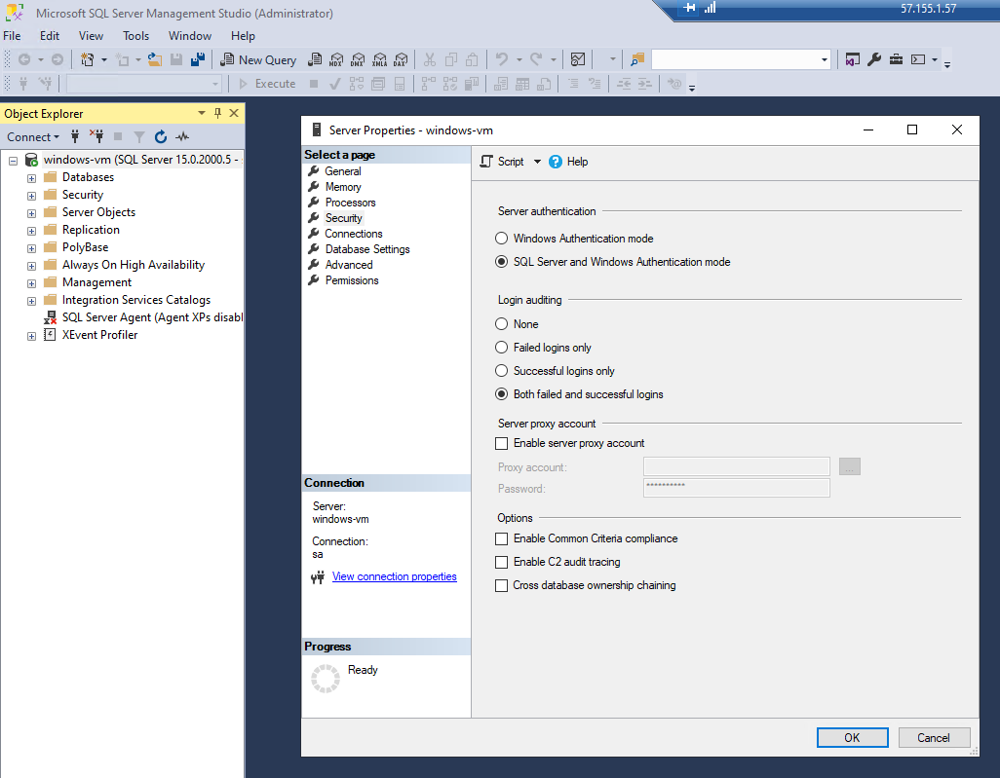 Microsoft SQL Server Management Studio (Administrator)
57.155.1.57
File Edit View Tools Window Help
New Query MDX DMX XMLA DAX
Execute
Object Explorer
Connect
windows-vm (SQL Server 15.0.2000.5 -
Databases
Security
Server Objects
Replication
PolyBase
Always On High Availability
Management
Integration Services Catalogs
SQL Server Agent (Agent XPs disabl
XEvent Profiler
Server Properties - windows-vm
Select a page
General
Memory
Processors
Security
Connections
Database Settings
Advanced
Permissions
Connection
Server:
windows-vm
Connection:
sa
View connection properties
Progress
Ready
Script Help
Server authentication
Windows Authentication mode
SQL Server and Windows Authentication mode
Login auditing
None
Failed logins only
Successful logins only
Both failed and successful logins
Server proxy account
Enable server proxy account
Proxy account:
...
Password:
**********
Options
Enable Common Criteria compliance
Enable C2 audit tracing
Cross database ownership chaining
OK Cancel